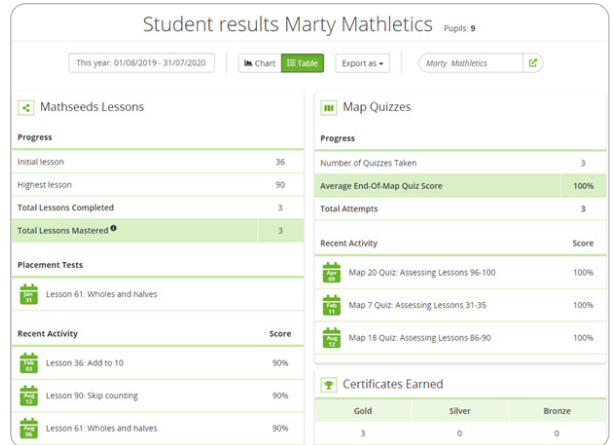 Student results Marty Mathletics Pupils: 9
This year: 01/08/2019 - 31/07/2020
Chart
Table
Export as
Marty Mathletics
Mathseeds Lessons
Progress
Initial lesson 36
Highest lesson 90
Total Lessons Completed 3
Total Lessons Mastered 3
Placement Tests
Jan 31 Lesson 61: Wholes and halves
Recent Activity Score
Feb 03 Lesson 36: Add to 10 90%
Aug 12 Lesson 90: Skip counting 90%
Aug 06 Lesson 61: Wholes and halves 90%
Map Quizzes
Progress
Number of Quizzes Taken 3
Average End-Of-Map Quiz Score 100%
Total Attempts 3
Recent Activity Score
Apr 09 Map 20 Quiz: Assessing Lessons 96-100 100%
Feb 11 Map 7 Quiz: Assessing Lessons 31-35 100%
Aug 12 Map 18 Quiz: Assessing Lessons 86-90 100%
Certificates Earned
Gold Silver Bronze
3 0 0